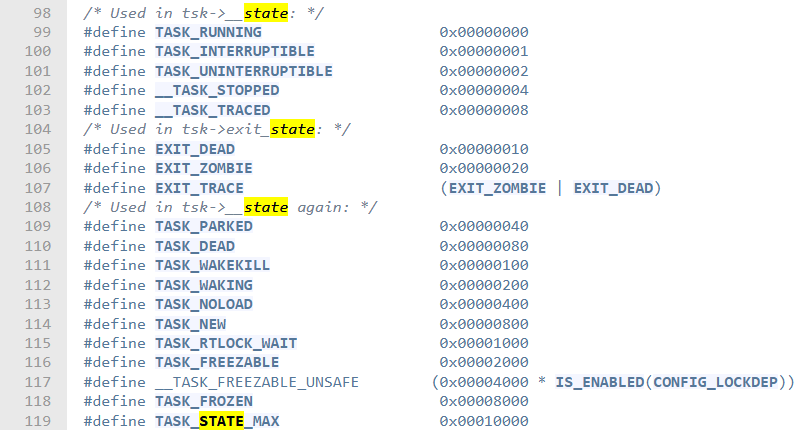 98 /* Used in tsk->__state: */
99 #define TASK_RUNNING 0x00000000
100 #define TASK_INTERRUPTIBLE 0x00000001
101 #define TASK_UNINTERRUPTIBLE 0x00000002
102 #define __TASK_STOPPED 0x00000004
103 #define __TASK_TRACED 0x00000008
104 /* Used in tsk->exit_state: */
105 #define EXIT_DEAD 0x00000010
106 #define EXIT_ZOMBIE 0x00000020
107 #define EXIT_TRACE (EXIT_ZOMBIE | EXIT_DEAD)
108 /* Used in tsk->__state again: */
109 #define TASK_PARKED 0x00000040
110 #define TASK_DEAD 0x00000080
111 #define TASK_WAKEKILL 0x00000100
112 #define TASK_WAKING 0x00000200
113 #define TASK_NOLOAD 0x00000400
114 #define TASK_NEW 0x00000800
115 #define TASK_RTLOCK_WAIT 0x00001000
116 #define TASK_FREEZABLE 0x00002000
117 #define __TASK_FREEZABLE_UNSAFE (0x00004000 * IS_ENABLED(CONFIG_LOCKDEP))
118 #define TASK_FROZEN 0x00008000
119 #define TASK_STATE_MAX 0x00010000